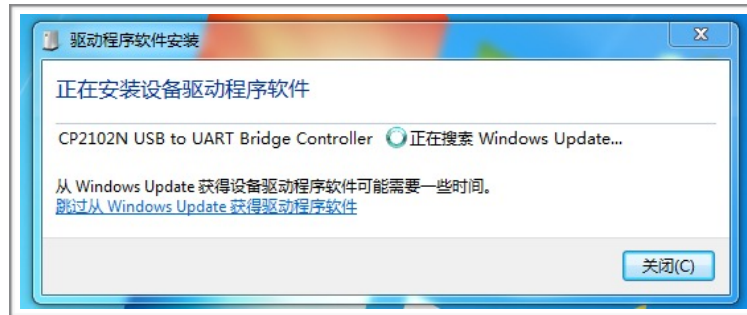 驱动程序软件安装
X
正在安装设备驱动程序软件
CP2102N USB to UART Bridge Controller 正在搜索 Windows Update...
从 Windows Update 获得设备驱动程序软件可能需要一些时间。
跳过从 Windows Update 获得驱动程序软件
关闭(C)